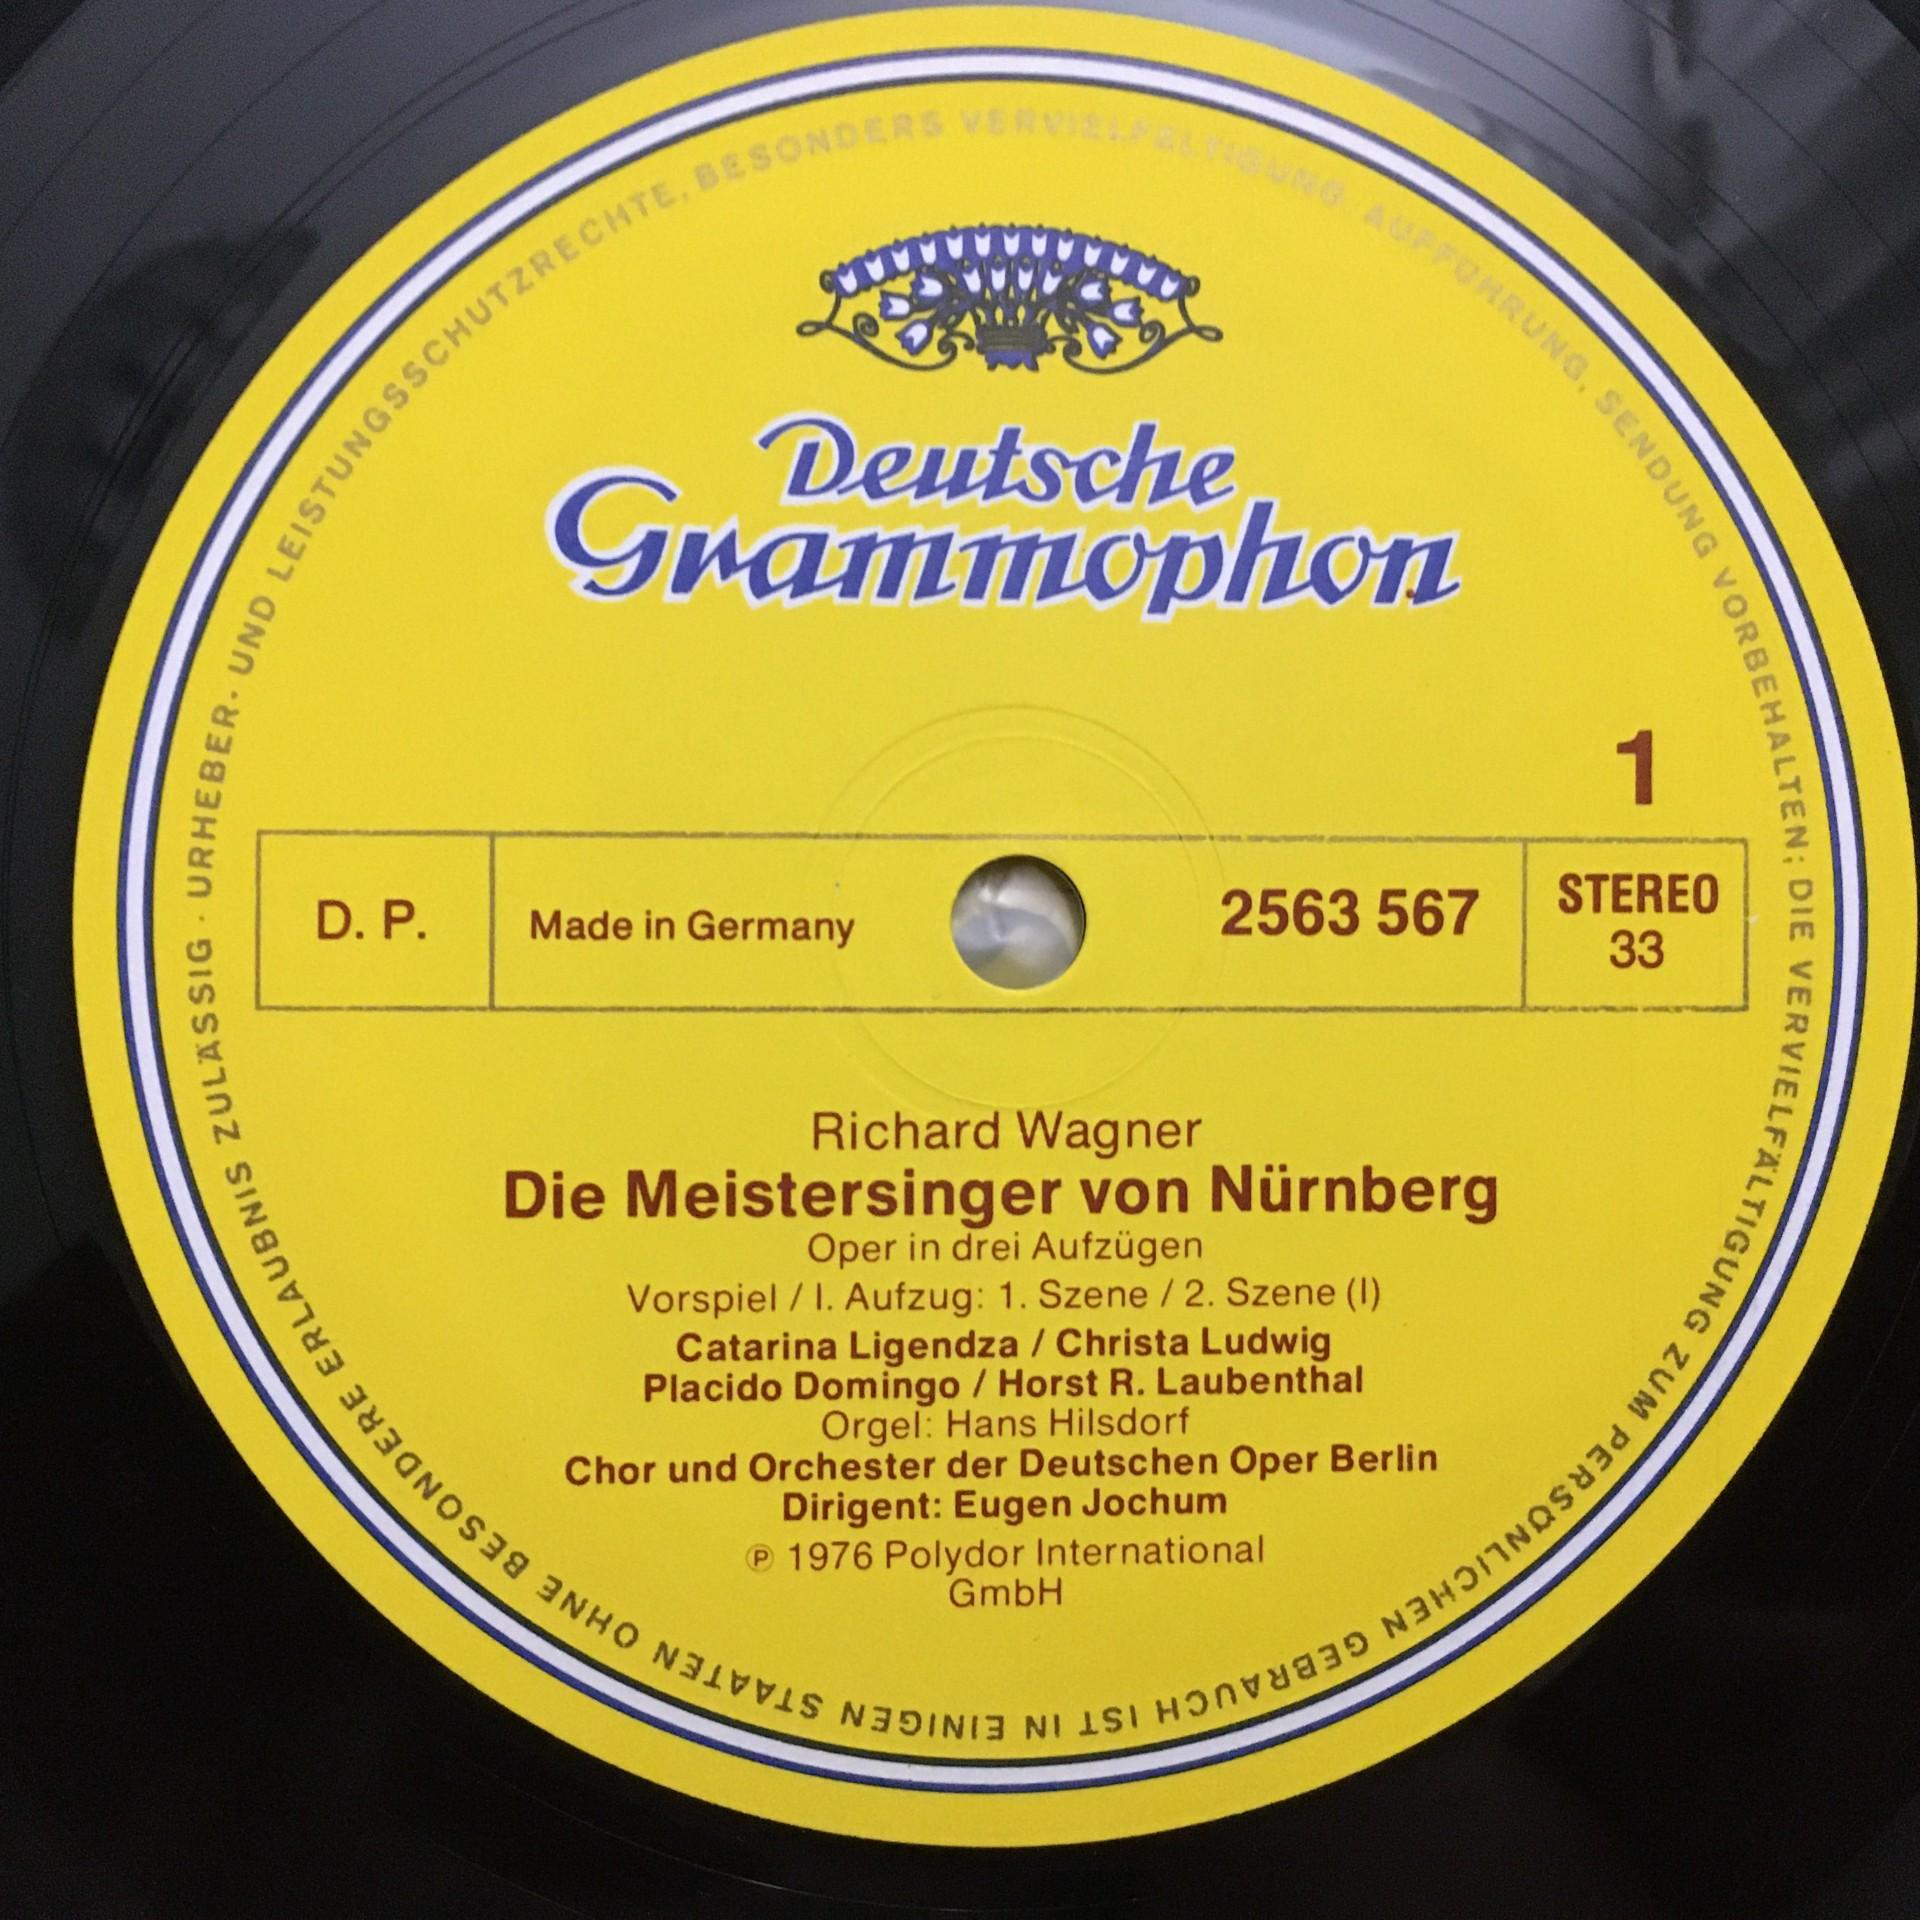 Deutsche
Grammophon
1
D. P.
Made in Germany
2563 567
STEREO
33
Richard Wagner
Die Meistersinger von Nürnberg
Oper in drei Aufzügen
Vorspiel / I. Aufzug: 1. Szene / 2. Szene (I)
Catarina Ligendza / Christa Ludwig
Placido Domingo / Horst R. Laubenthal
Orgel: Hans Hilsdorf
Chor und Orchester der Deutschen Oper Berlin
Dirigent: Eugen Jochum
Ⓟ 1976 Polydor International
GmbH
URHEBER- UND LEISTUNGSSCHUTZRECHTE, BESONDERS VERVIELFÄLTIGUNG, AUFFÜHRUNG, SENDUNG VORBEHALTEN; DIE VERVIELFÄLTIGUNG ZUM PERSÖNLICHEN GEBRAUCH IST IN EINIGEN STAATEN OHNE BESONDERE ERLAUBNIS ZULÄSSIG ·